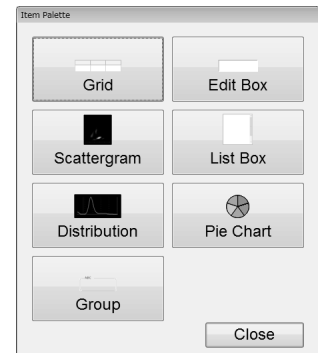 Item Palette
Grid
Edit Box
Scattergram
List Box
Distribution
Pie Chart
Group
Close